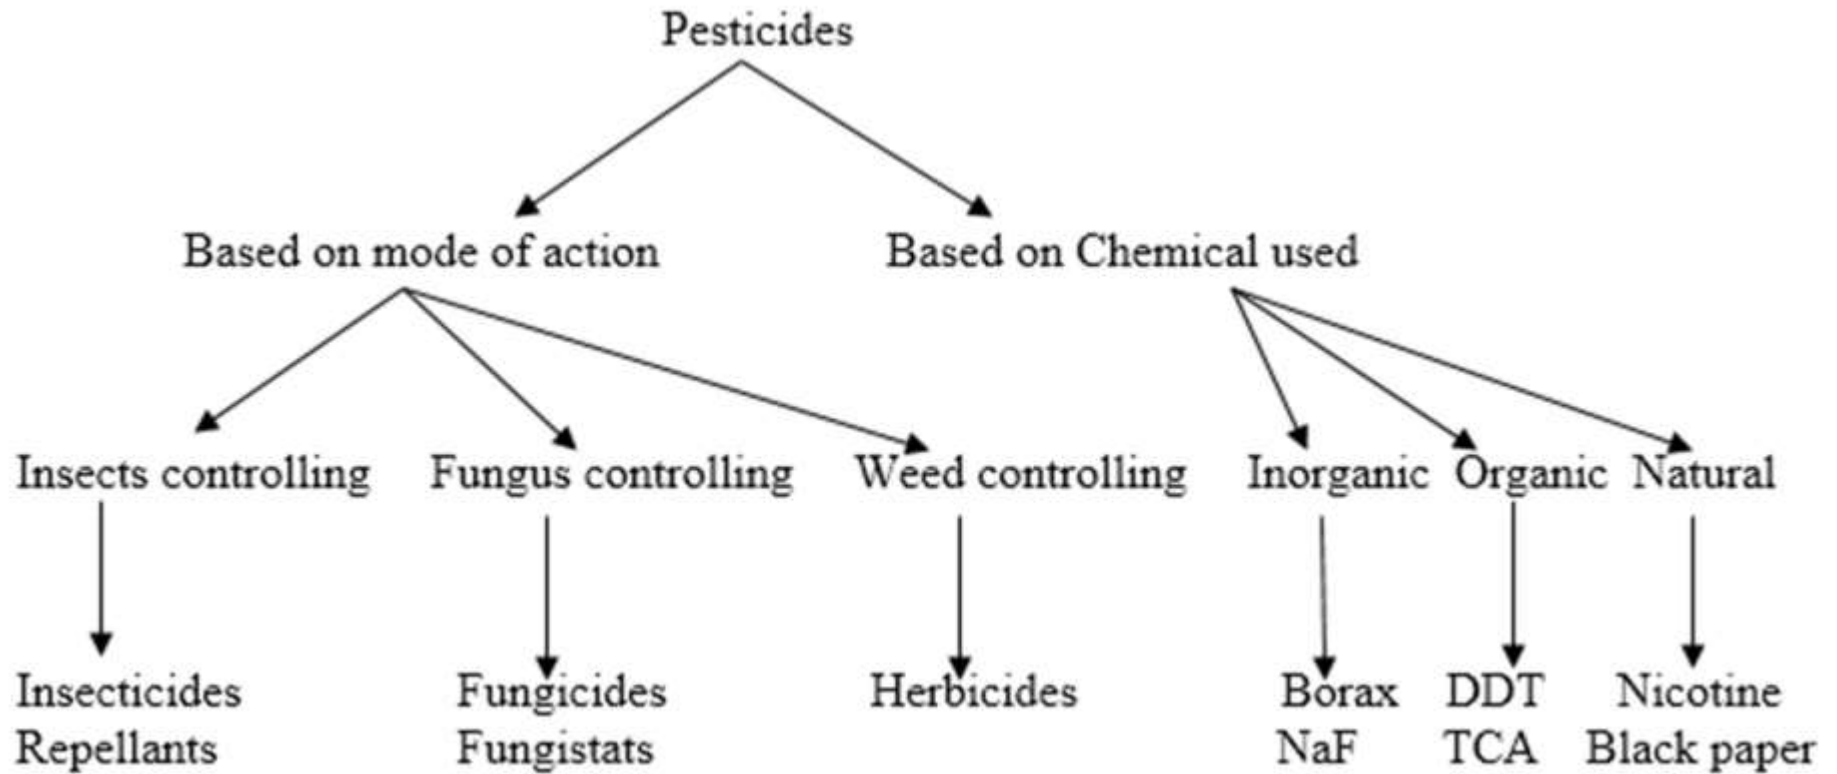 Pesticides
Based on mode of action
Based on Chemical used
Insects controlling
Fungus controlling
Weed controlling
Inorganic
Organic
Natural
Insecticides
Repellants
Fungicides
Fungistats
Herbicides
Borax
NaF
DDT
TCA
Nicotine
Black paper